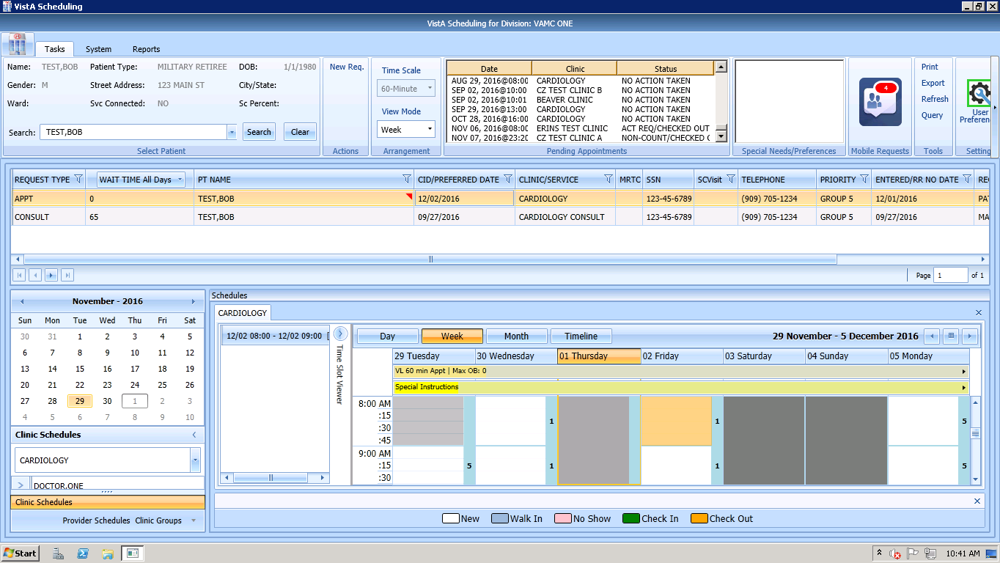 VistA Scheduling
VistA Scheduling for Division: VAMC ONE
Tasks System Reports
Name: TEST,BOB Patient Type: MILITARY RETIREE DOB: 1/1/1980
Gender: M Street Address: 123 MAIN ST City/State:
Ward: Svc Connected: NO Sc Percent:
Search: TEST,BOB Search Clear
Select Patient
New Req.
Actions
Time Scale
60-Minute
View Mode
Week
Arrangement
Date Clinic Status
AUG 29, 2016@08:00 CARDIOLOGY NO ACTION TAKEN
SEP 02, 2016@10:00 CZ TEST CLINIC B NO ACTION TAKEN
SEP 02, 2016@10:01 BEAVER CLINIC NO ACTION TAKEN
SEP 29, 2016@13:00 CARDIOLOGY NO ACTION TAKEN
OCT 28, 2016@16:00 CARDIOLOGY NO ACTION TAKEN
NOV 06, 2016@08:00 ERINS TEST CLINIC ACT REQ/CHECKED OUT
NOV 07, 2016@23:20 CZ TEST CLINIC A NON-COUNT/CHECKED
Pending Appointments
Special Needs/Preferences
4
Mobile Requests
Print
Export
Refresh
Query
Tools
User
Preferen
Setting
REQUEST TYPE WAIT TIME All Days PT NAME CID/PREFERRED DATE CLINIC/SERVICE MRTC SSN SCVisit TELEPHONE PRIORITY ENTERED/RR NO DATE REC
APPT 0 TEST,BOB 12/02/2016 CARDIOLOGY 123-45-6789 (909) 705-1234 GROUP 5 12/01/2016 PA
CONSULT 65 TEST,BOB 09/27/2016 CARDIOLOGY CONSULT 123-45-6789 (909) 705-1234 GROUP 5 09/27/2016 MA
Page 1 of 1
November - 2016
Sun Mon Tue Wed Thu Fri Sat
30 31 1 2 3 4 5
6 7 8 9 10 11 12
13 14 15 16 17 18 19
20 21 22 23 24 25 26
27 28 29 30 1 2 3
4 5 6 7 8 9 10
Clinic Schedules
CARDIOLOGY
DOCTOR,ONE
Clinic Schedules
Provider Schedules Clinic Groups
Schedules
CARDIOLOGY
12/02 08:00 - 12/02 09:00 [
Time Slot Viewer
Day Week Month Timeline 29 November - 5 December 2016
29 Tuesday 30 Wednesday 01 Thursday 02 Friday 03 Saturday 04 Sunday 05 Monday
VL 60 min Appt | Max OB: 0
Special Instructions
8:00 AM
:15
:30
:45
1 1 5
9:00 AM
:15
:30
5 1 1 5
New Walk In No Show Check In Check Out
Start 10:41 AM